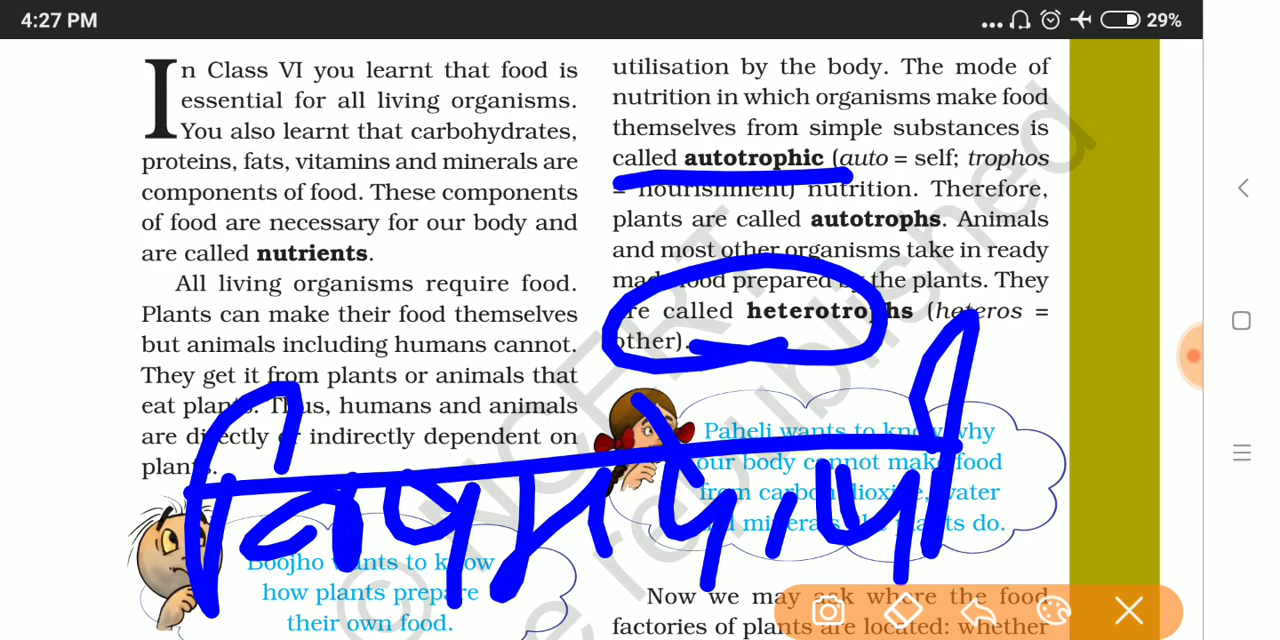 4:27 PM
29%
In Class VI you learnt that food is
essential for all living organisms.
You also learnt that carbohydrates,
proteins, fats, vitamins and minerals are
components of food. These components
of food are necessary for our body and
are called nutrients.
All living organisms require food.
Plants can make their food themselves
but animals including humans cannot.
They get it from plants or animals that
eat plants. Thus, humans and animals
are directly or indirectly dependent on
plants.
Boojho wants to know
how plants prepare
their own food.
utilisation by the body. The mode of
nutrition in which organisms make food
themselves from simple substances is
called autotrophic (auto = self; trophos
= nourishment) nutrition. Therefore,
plants are called autotrophs. Animals
and most other organisms take in ready
made food prepared by the plants. They
are called heterotrophs (heteros =
other).
Paheli wants to know why
our body cannot make food
from carbon dioxide, water
and minerals like plants do.
Now we may ask where the food
factories of plants are located: whether
© NCERT
be republished